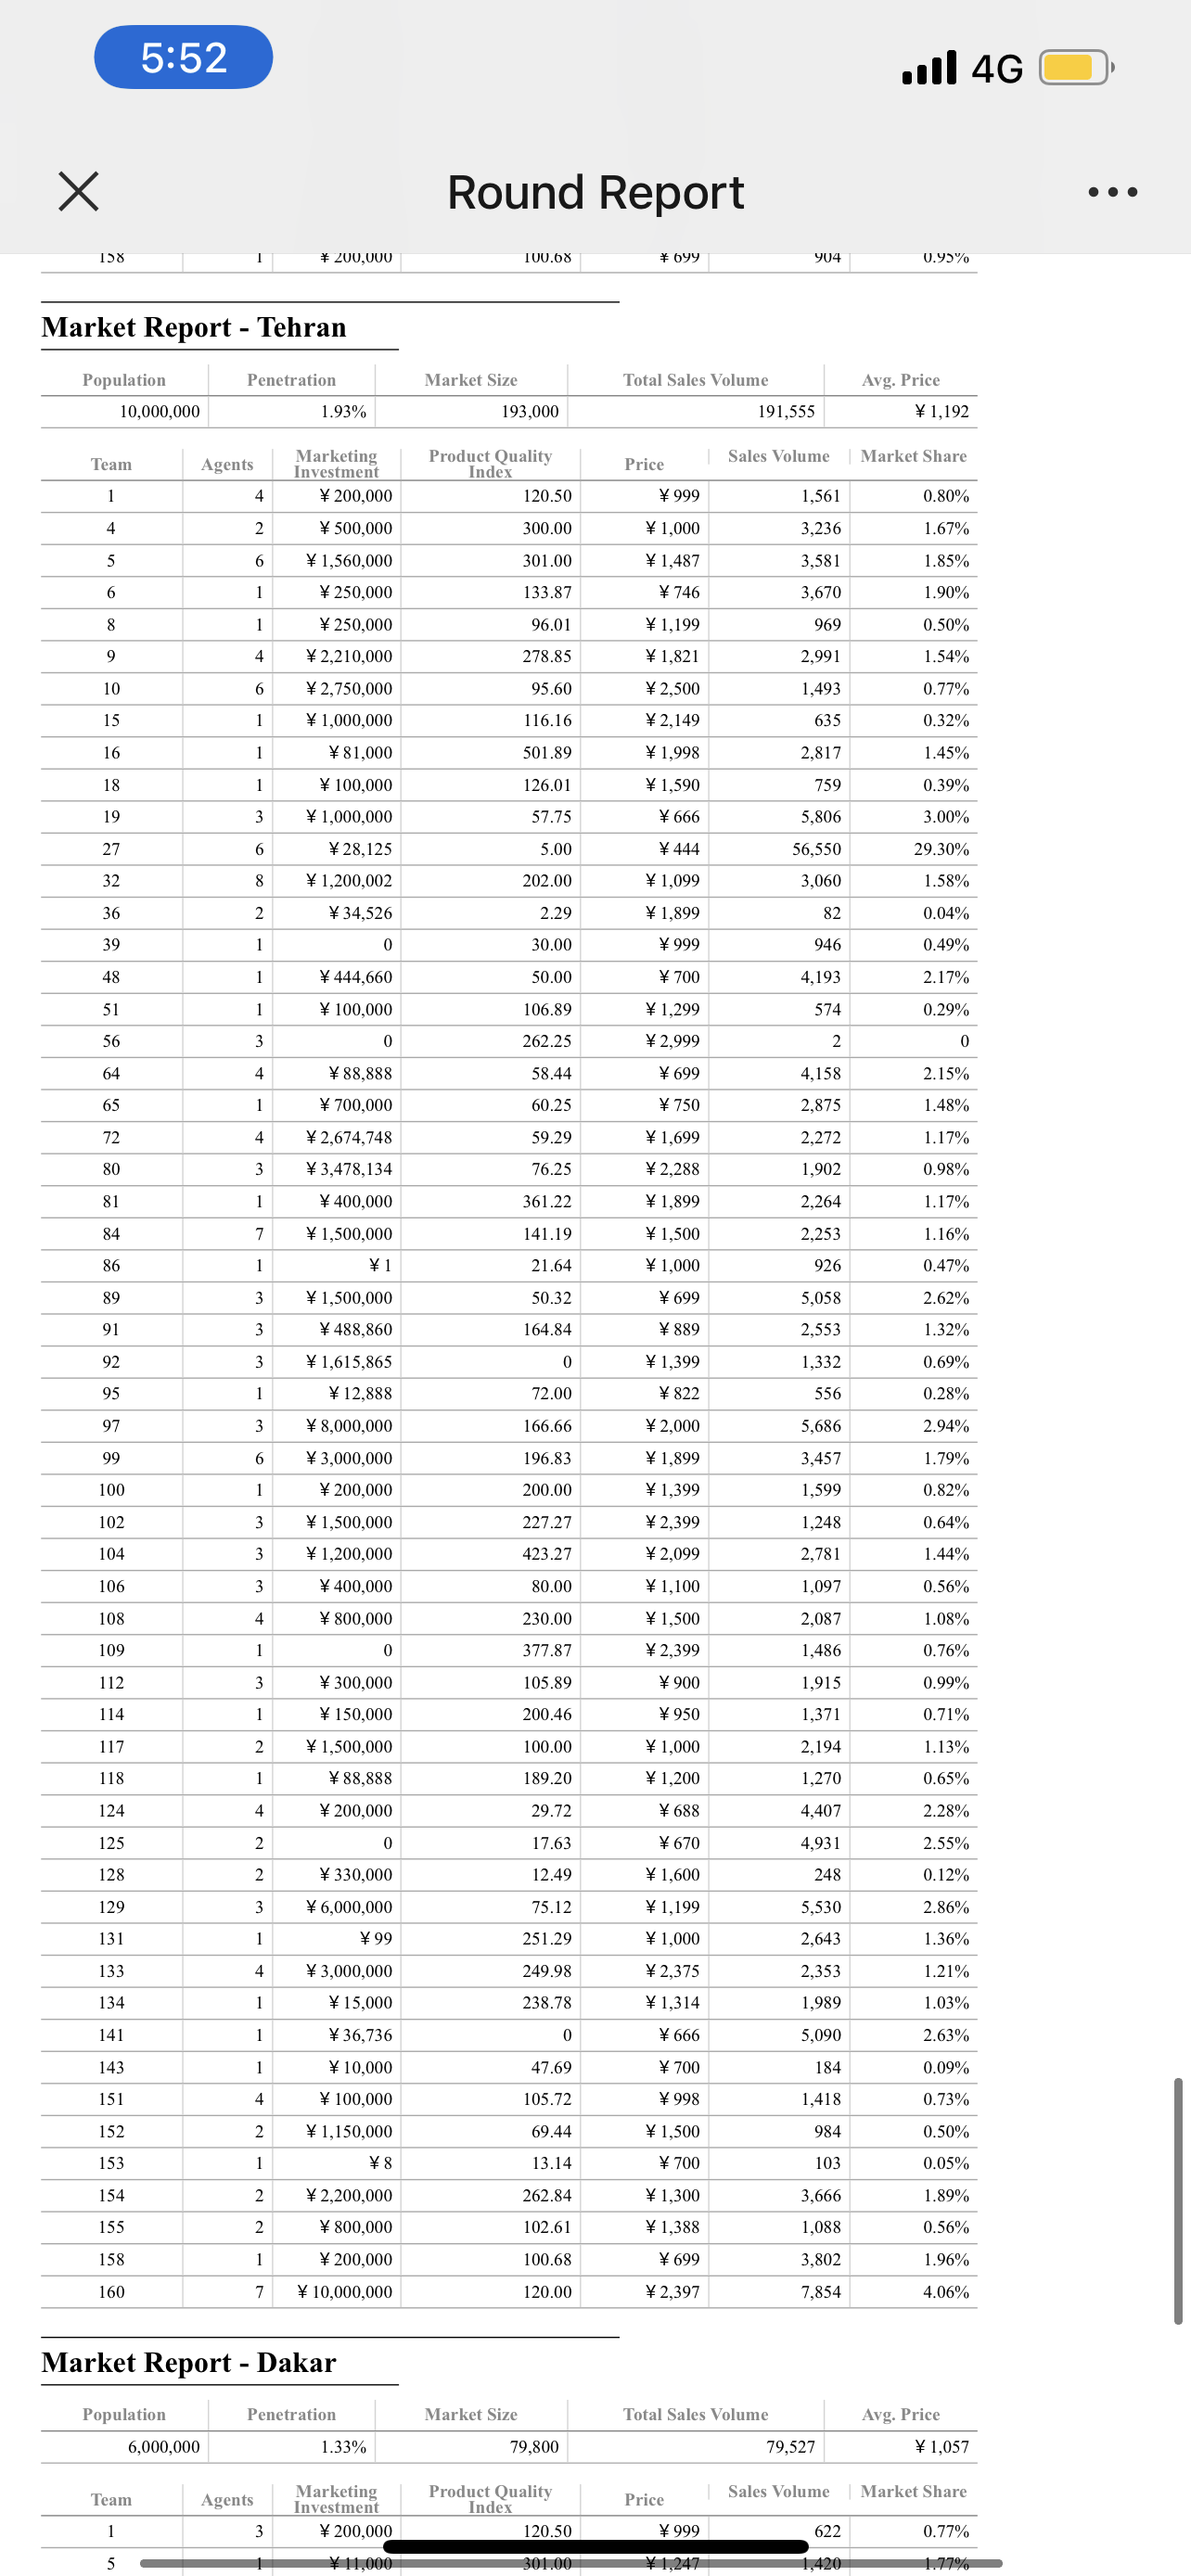 5:52
4G
Round Report
158 1 ¥ 200,000 100.68 ¥ 699 904 0.95%
Market Report - Tehran
Population Penetration Market Size Total Sales Volume Avg. Price
10,000,000 1.93% 193,000 191,555 ¥ 1,192
Team Agents Marketing Investment Product Quality Index Price Sales Volume Market Share
1 4 ¥ 200,000 120.50 ¥ 999 1,561 0.80%
4 2 ¥ 500,000 300.00 ¥ 1,000 3,236 1.67%
5 6 ¥ 1,560,000 301.00 ¥ 1,487 3,581 1.85%
6 1 ¥ 250,000 133.87 ¥ 746 3,670 1.90%
8 1 ¥ 250,000 96.01 ¥ 1,199 969 0.50%
9 4 ¥ 2,210,000 278.85 ¥ 1,821 2,991 1.54%
10 6 ¥ 2,750,000 95.60 ¥ 2,500 1,493 0.77%
15 1 ¥ 1,000,000 116.16 ¥ 2,149 635 0.32%
16 1 ¥ 81,000 501.89 ¥ 1,998 2,817 1.45%
18 1 ¥ 100,000 126.01 ¥ 1,590 759 0.39%
19 3 ¥ 1,000,000 57.75 ¥ 666 5,806 3.00%
27 6 ¥ 28,125 5.00 ¥ 444 56,550 29.30%
32 8 ¥ 1,200,002 202.00 ¥ 1,099 3,060 1.58%
36 2 ¥ 34,526 2.29 ¥ 1,899 82 0.04%
39 1 0 30.00 ¥ 999 946 0.49%
48 1 ¥ 444,660 50.00 ¥ 700 4,193 2.17%
51 1 ¥ 100,000 106.89 ¥ 1,299 574 0.29%
56 3 0 262.25 ¥ 2,999 2 0
64 4 ¥ 88,888 58.44 ¥ 699 4,158 2.15%
65 1 ¥ 700,000 60.25 ¥ 750 2,875 1.48%
72 4 ¥ 2,674,748 59.29 ¥ 1,699 2,272 1.17%
80 3 ¥ 3,478,134 76.25 ¥ 2,288 1,902 0.98%
81 1 ¥ 400,000 361.22 ¥ 1,899 2,264 1.17%
84 7 ¥ 1,500,000 141.19 ¥ 1,500 2,253 1.16%
86 1 ¥ 1 21.64 ¥ 1,000 926 0.47%
89 3 ¥ 1,500,000 50.32 ¥ 699 5,058 2.62%
91 3 ¥ 488,860 164.84 ¥ 889 2,553 1.32%
92 3 ¥ 1,615,865 0 ¥ 1,399 1,332 0.69%
95 1 ¥ 12,888 72.00 ¥ 822 556 0.28%
97 3 ¥ 8,000,000 166.66 ¥ 2,000 5,686 2.94%
99 6 ¥ 3,000,000 196.83 ¥ 1,899 3,457 1.79%
100 1 ¥ 200,000 200.00 ¥ 1,399 1,599 0.82%
102 3 ¥ 1,500,000 227.27 ¥ 2,399 1,248 0.64%
104 3 ¥ 1,200,000 423.27 ¥ 2,099 2,781 1.44%
106 3 ¥ 400,000 80.00 ¥ 1,100 1,097 0.56%
108 4 ¥ 800,000 230.00 ¥ 1,500 2,087 1.08%
109 1 0 377.87 ¥ 2,399 1,486 0.76%
112 3 ¥ 300,000 105.89 ¥ 900 1,915 0.99%
114 1 ¥ 150,000 200.46 ¥ 950 1,371 0.71%
117 2 ¥ 1,500,000 100.00 ¥ 1,000 2,194 1.13%
118 1 ¥ 88,888 189.20 ¥ 1,200 1,270 0.65%
124 4 ¥ 200,000 29.72 ¥ 688 4,407 2.28%
125 2 0 17.63 ¥ 670 4,931 2.55%
128 2 ¥ 330,000 12.49 ¥ 1,600 248 0.12%
129 3 ¥ 6,000,000 75.12 ¥ 1,199 5,530 2.86%
131 1 ¥ 99 251.29 ¥ 1,000 2,643 1.36%
133 4 ¥ 3,000,000 249.98 ¥ 2,375 2,353 1.21%
134 1 ¥ 15,000 238.78 ¥ 1,314 1,989 1.03%
141 1 ¥ 36,736 0 ¥ 666 5,090 2.63%
143 1 ¥ 10,000 47.69 ¥ 700 184 0.09%
151 4 ¥ 100,000 105.72 ¥ 998 1,418 0.73%
152 2 ¥ 1,150,000 69.44 ¥ 1,500 984 0.50%
153 1 ¥ 8 13.14 ¥ 700 103 0.05%
154 2 ¥ 2,200,000 262.84 ¥ 1,300 3,666 1.89%
155 2 ¥ 800,000 102.61 ¥ 1,388 1,088 0.56%
158 1 ¥ 200,000 100.68 ¥ 699 3,802 1.96%
160 7 ¥ 10,000,000 120.00 ¥ 2,397 7,854 4.06%
Market Report - Dakar
Population Penetration Market Size Total Sales Volume Avg. Price
6,000,000 1.33% 79,800 79,527 ¥ 1,057
Team Agents Marketing Investment Product Quality Index Price Sales Volume Market Share
1 3 ¥ 200,000 120.50 ¥ 999 622 0.77%
5 1 ¥ 11,000 301.00 ¥ 1,247 1,420 1.77%